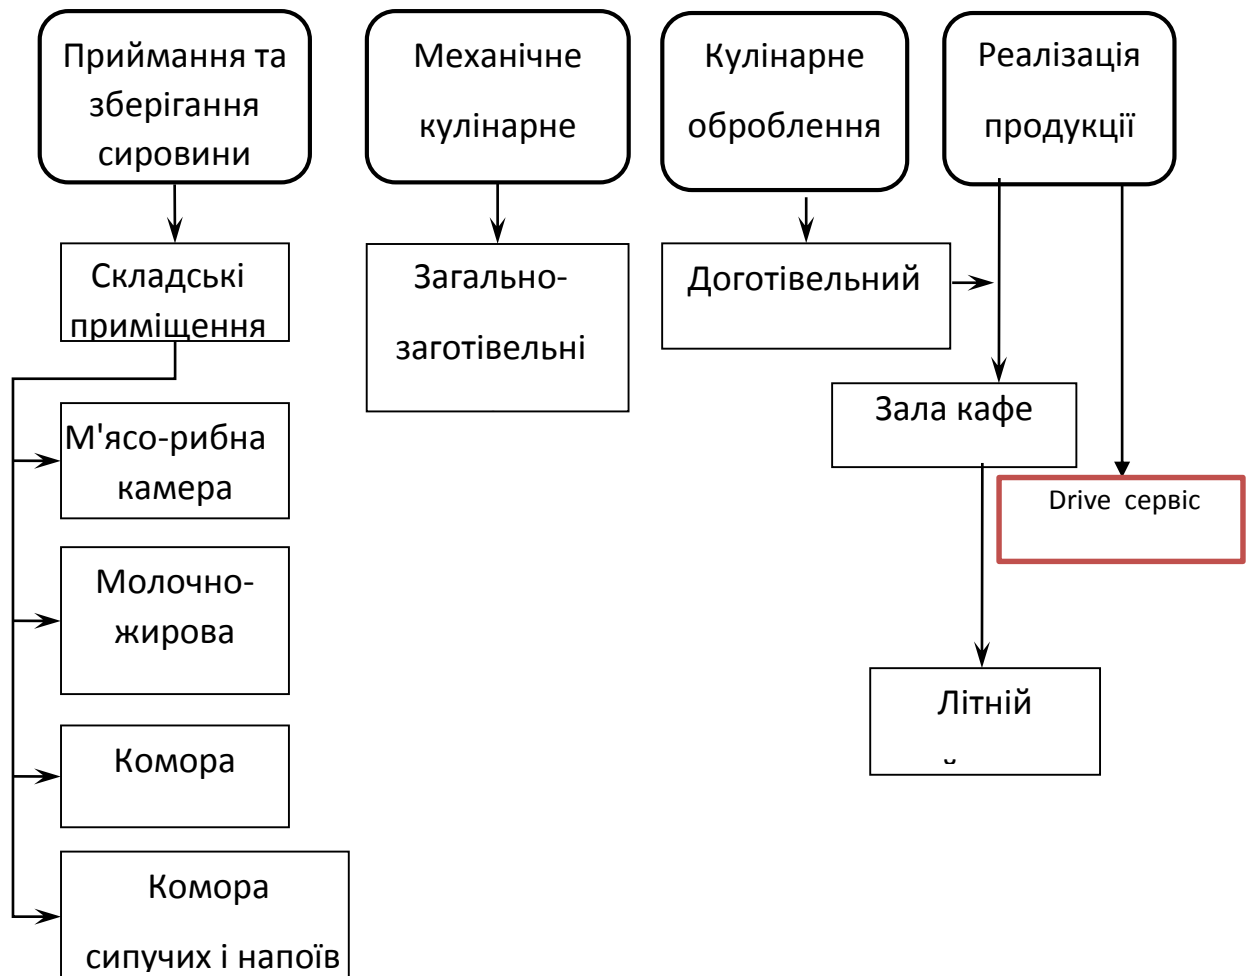 Приймання та
зберігання
сировини
Механічне
кулінарне
Кулінарне
оброблення
Реалізація
продукції
Складські
приміщення
Загально-
заготівельні
Доготівельний
Зала кафе
М'ясо-рибна
камера
Drive сервіс
Молочно-
жирова
Літній
Комора
Комора
сипучих і напоїв